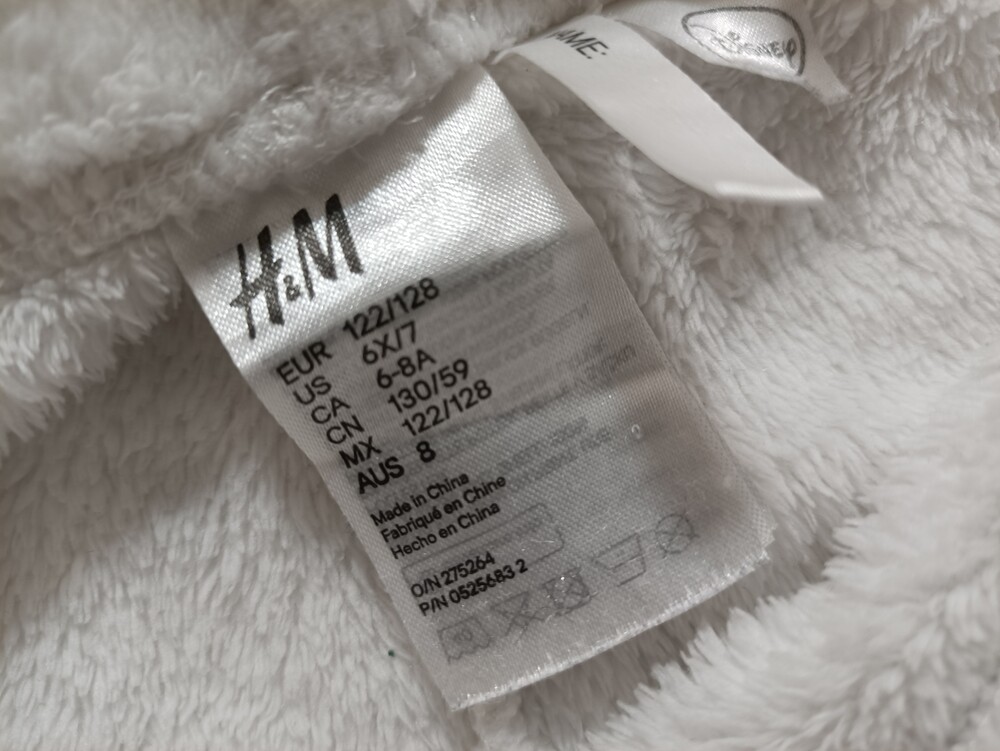 AME:
DISNEY
H&M
EUR 122/128
US 6X/7
CA 6-8A
CN 130/59
MX 122/128
AUS 8
Made in China
Fabriqué en Chine
Hecho en China
O/N 275264
P/N 0525683 2